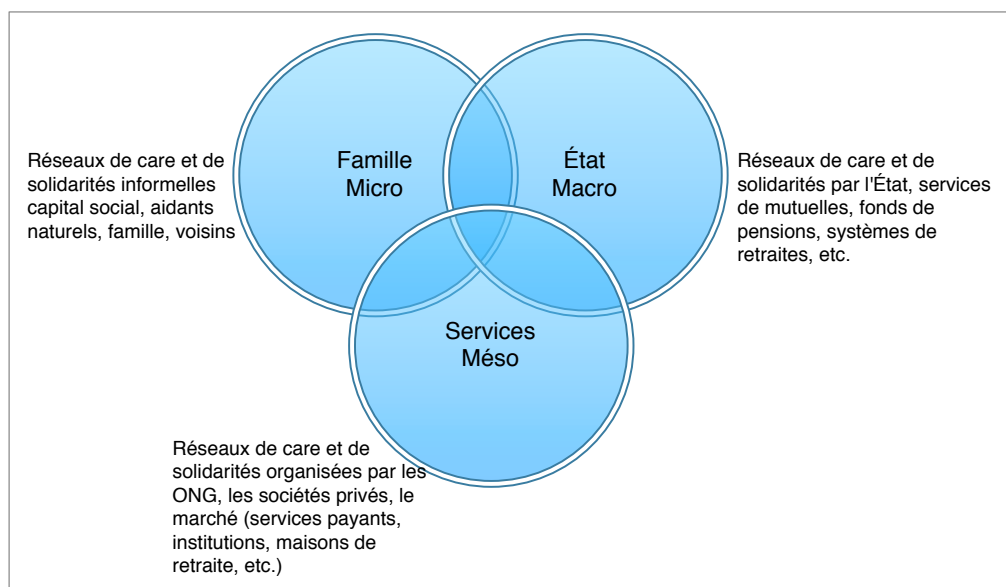 Famille
Micro
État
Macro
Réseaux de care et de
solidarités informelles
capital social, aidants
naturels, famille, voisins
Réseaux de care et de
solidarités par l'État, services
de mutuelles, fonds de
pensions, systèmes de
retraites, etc.
Services
Méso
Réseaux de care et de
solidarités organisées par les
ONG, les sociétés privés, le
marché (services payants,
institutions, maisons de
retraite, etc.)